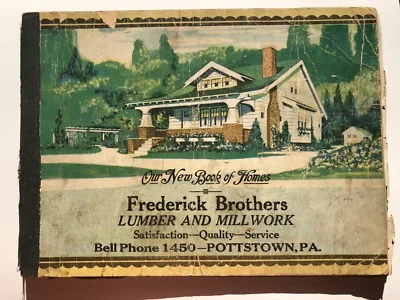 Our New Book of Homes
Frederick Brothers
LUMBER AND MILLWORK
Satisfaction—Quality—Service
Bell Phone 1450—POTTSTOWN, PA.